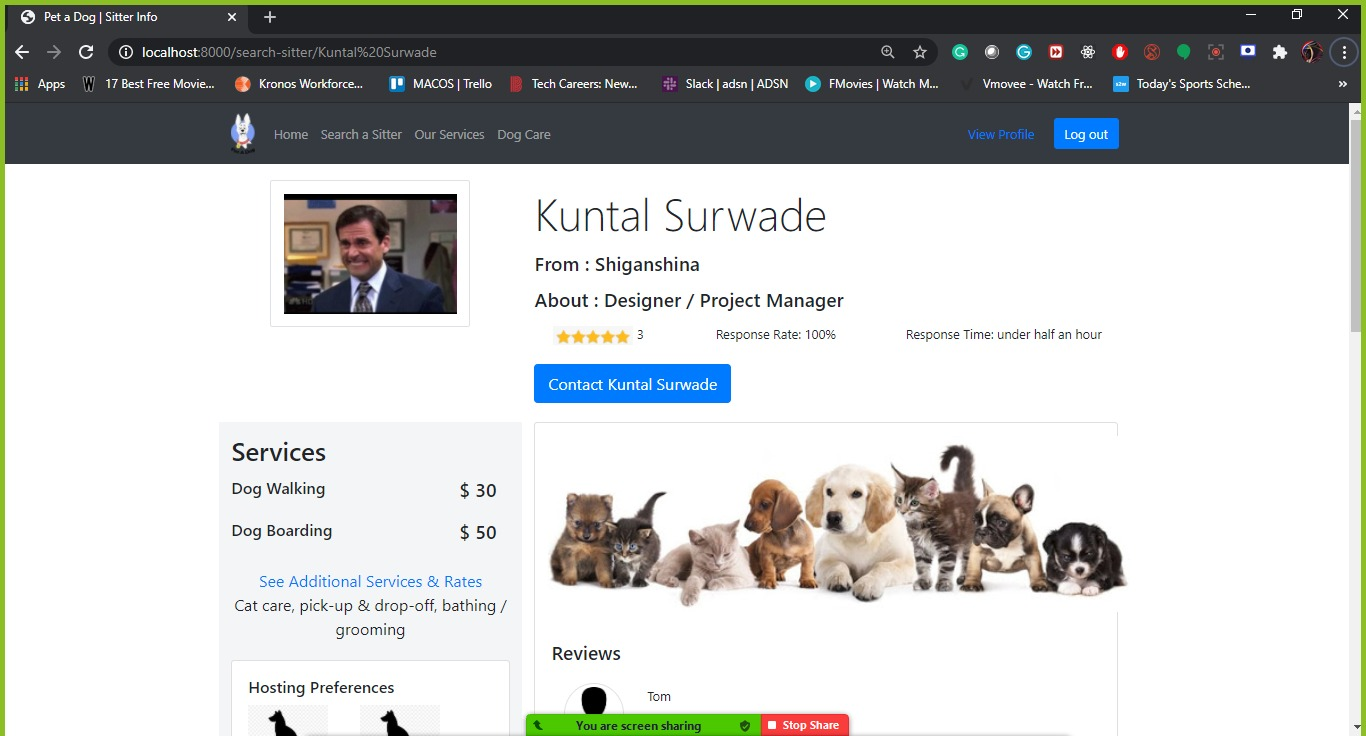 Pet a Dog | Sitter Info
localhost:8000/search-sitter/Kuntal%20Surwade
Apps
17 Best Free Movie...
Kronos Workforce...
MACOS | Trello
Tech Careers: New...
Slack | adsn | ADSN
FMovies | Watch M...
Vmovee - Watch Fr...
Today's Sports Sche...
Home
Search a Sitter
Our Services
Dog Care
View Profile
Log out
Kuntal Surwade
From : Shiganshina
About : Designer / Project Manager
3
Response Rate: 100%
Response Time: under half an hour
Contact Kuntal Surwade
Services
Dog Walking
$ 30
Dog Boarding
$ 50
See Additional Services & Rates
Cat care, pick-up & drop-off, bathing /
grooming
Hosting Preferences
Reviews
Tom
You are screen sharing
Stop Share